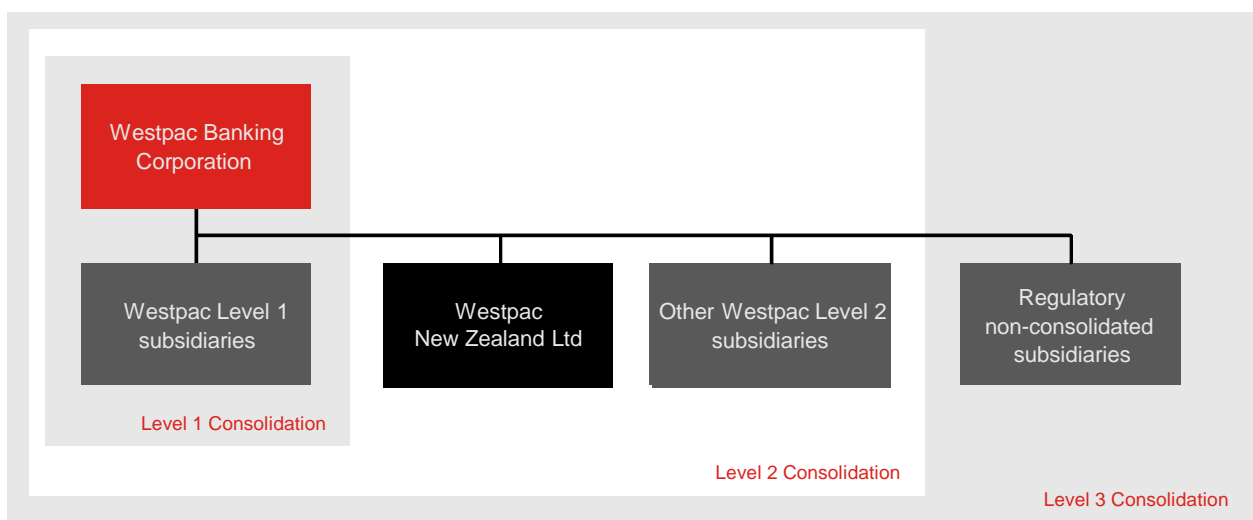 Westpac Banking
Corporation
Westpac Level 1
subsidiaries
Westpac
New Zealand Ltd
Other Westpac Level 2
subsidiaries
Regulatory
non-consolidated
subsidiaries
Level 1 Consolidation
Level 2 Consolidation
Level 3 Consolidation